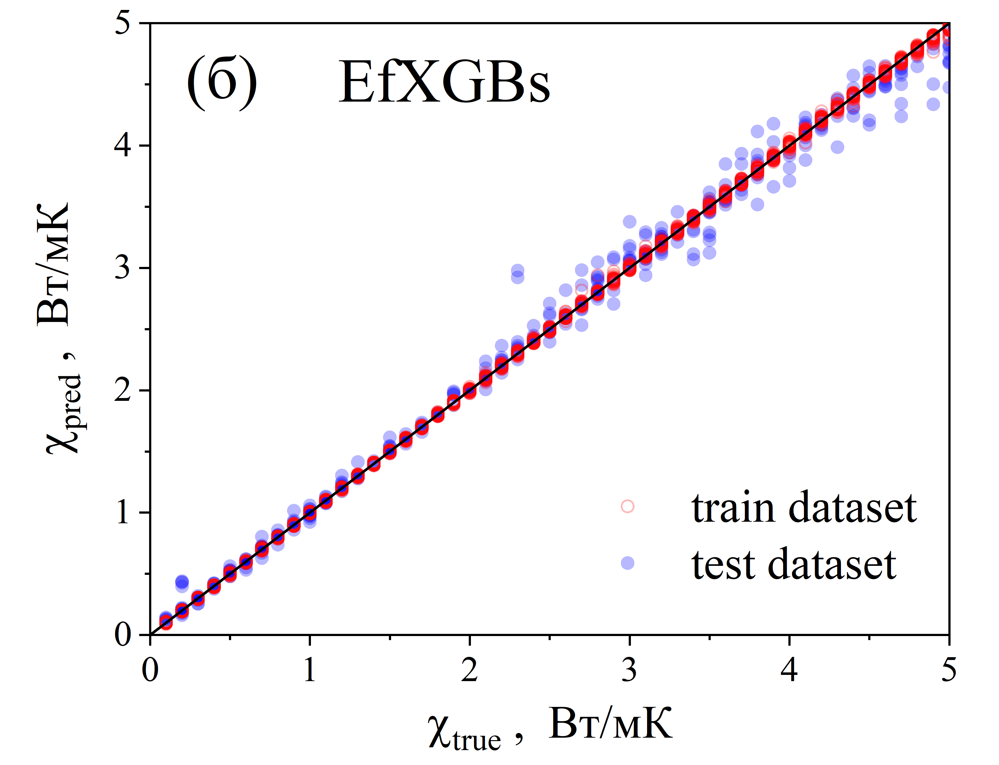 (б) EfXGBs
5
4
3
2
1
0
χpred , Вт/мК
train dataset
test dataset
0 1 2 3 4 5
χtrue , Вт/мК